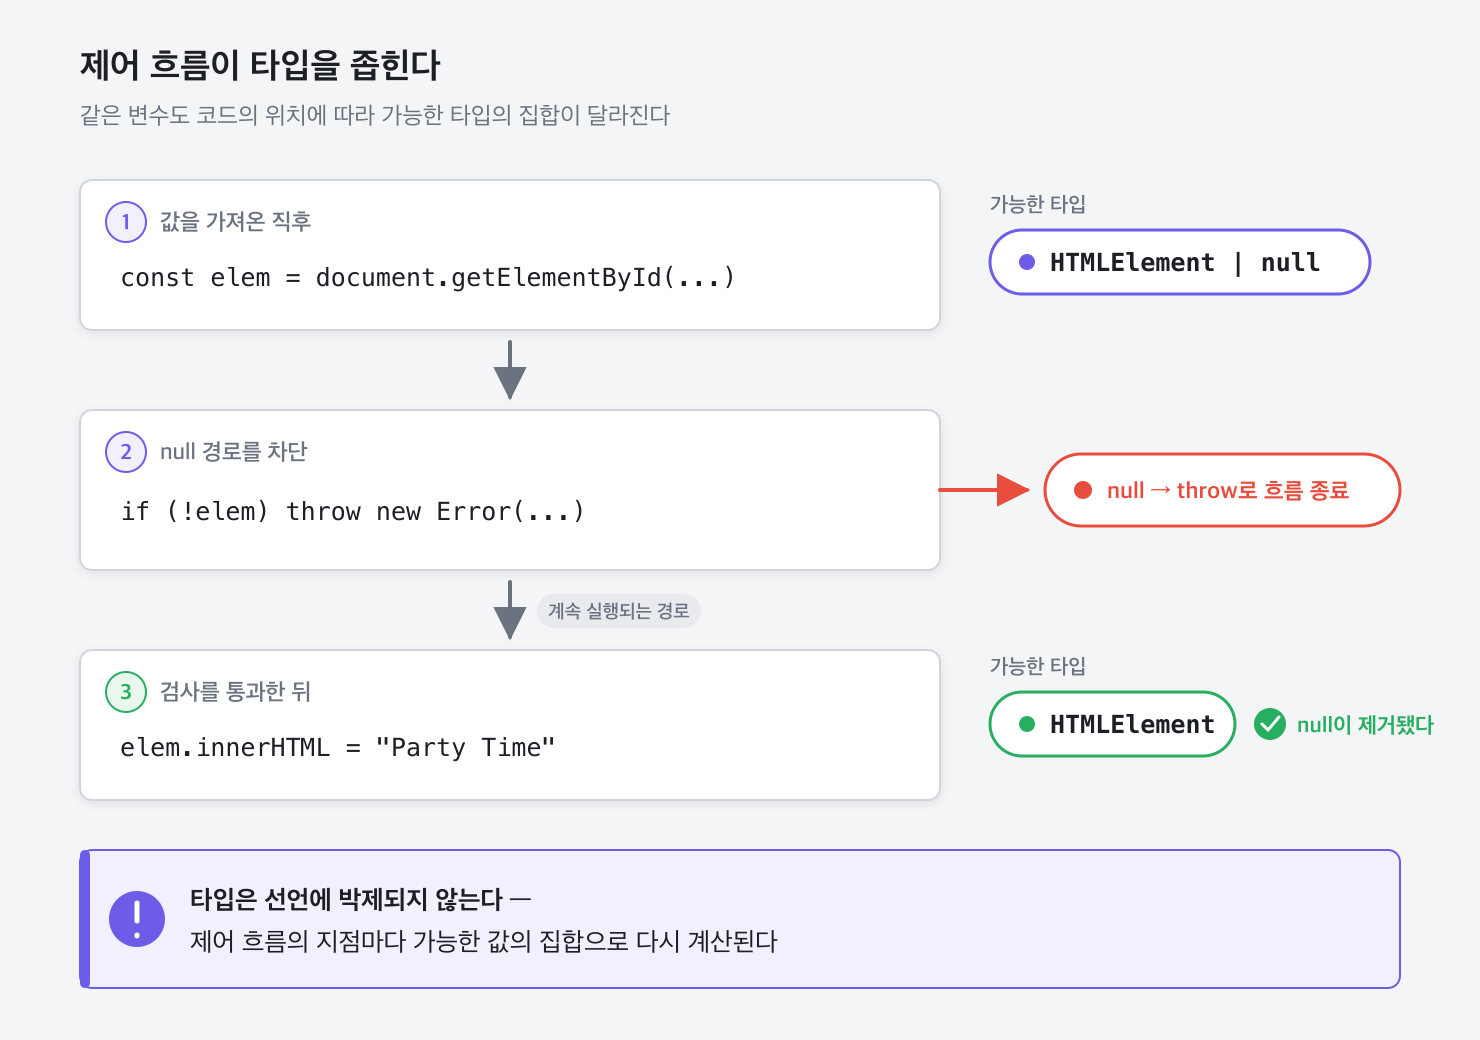 제어 흐름이 타입을 좁힌다
같은 변수도 코드의 위치에 따라 가능한 타입의 집합이 달라진다
1 값을 가져온 직후
const elem = document.getElementById(...)
가능한 타입
HTMLElement | null
2 null 경로를 차단
if (!elem) throw new Error(...)
null → throw로 흐름 종료
계속 실행되는 경로
3 검사를 통과한 뒤
elem.innerHTML = "Party Time"
가능한 타입
HTMLElement
null이 제거됐다
타입은 선언에 박제되지 않는다 —
제어 흐름의 지점마다 가능한 값의 집합으로 다시 계산된다